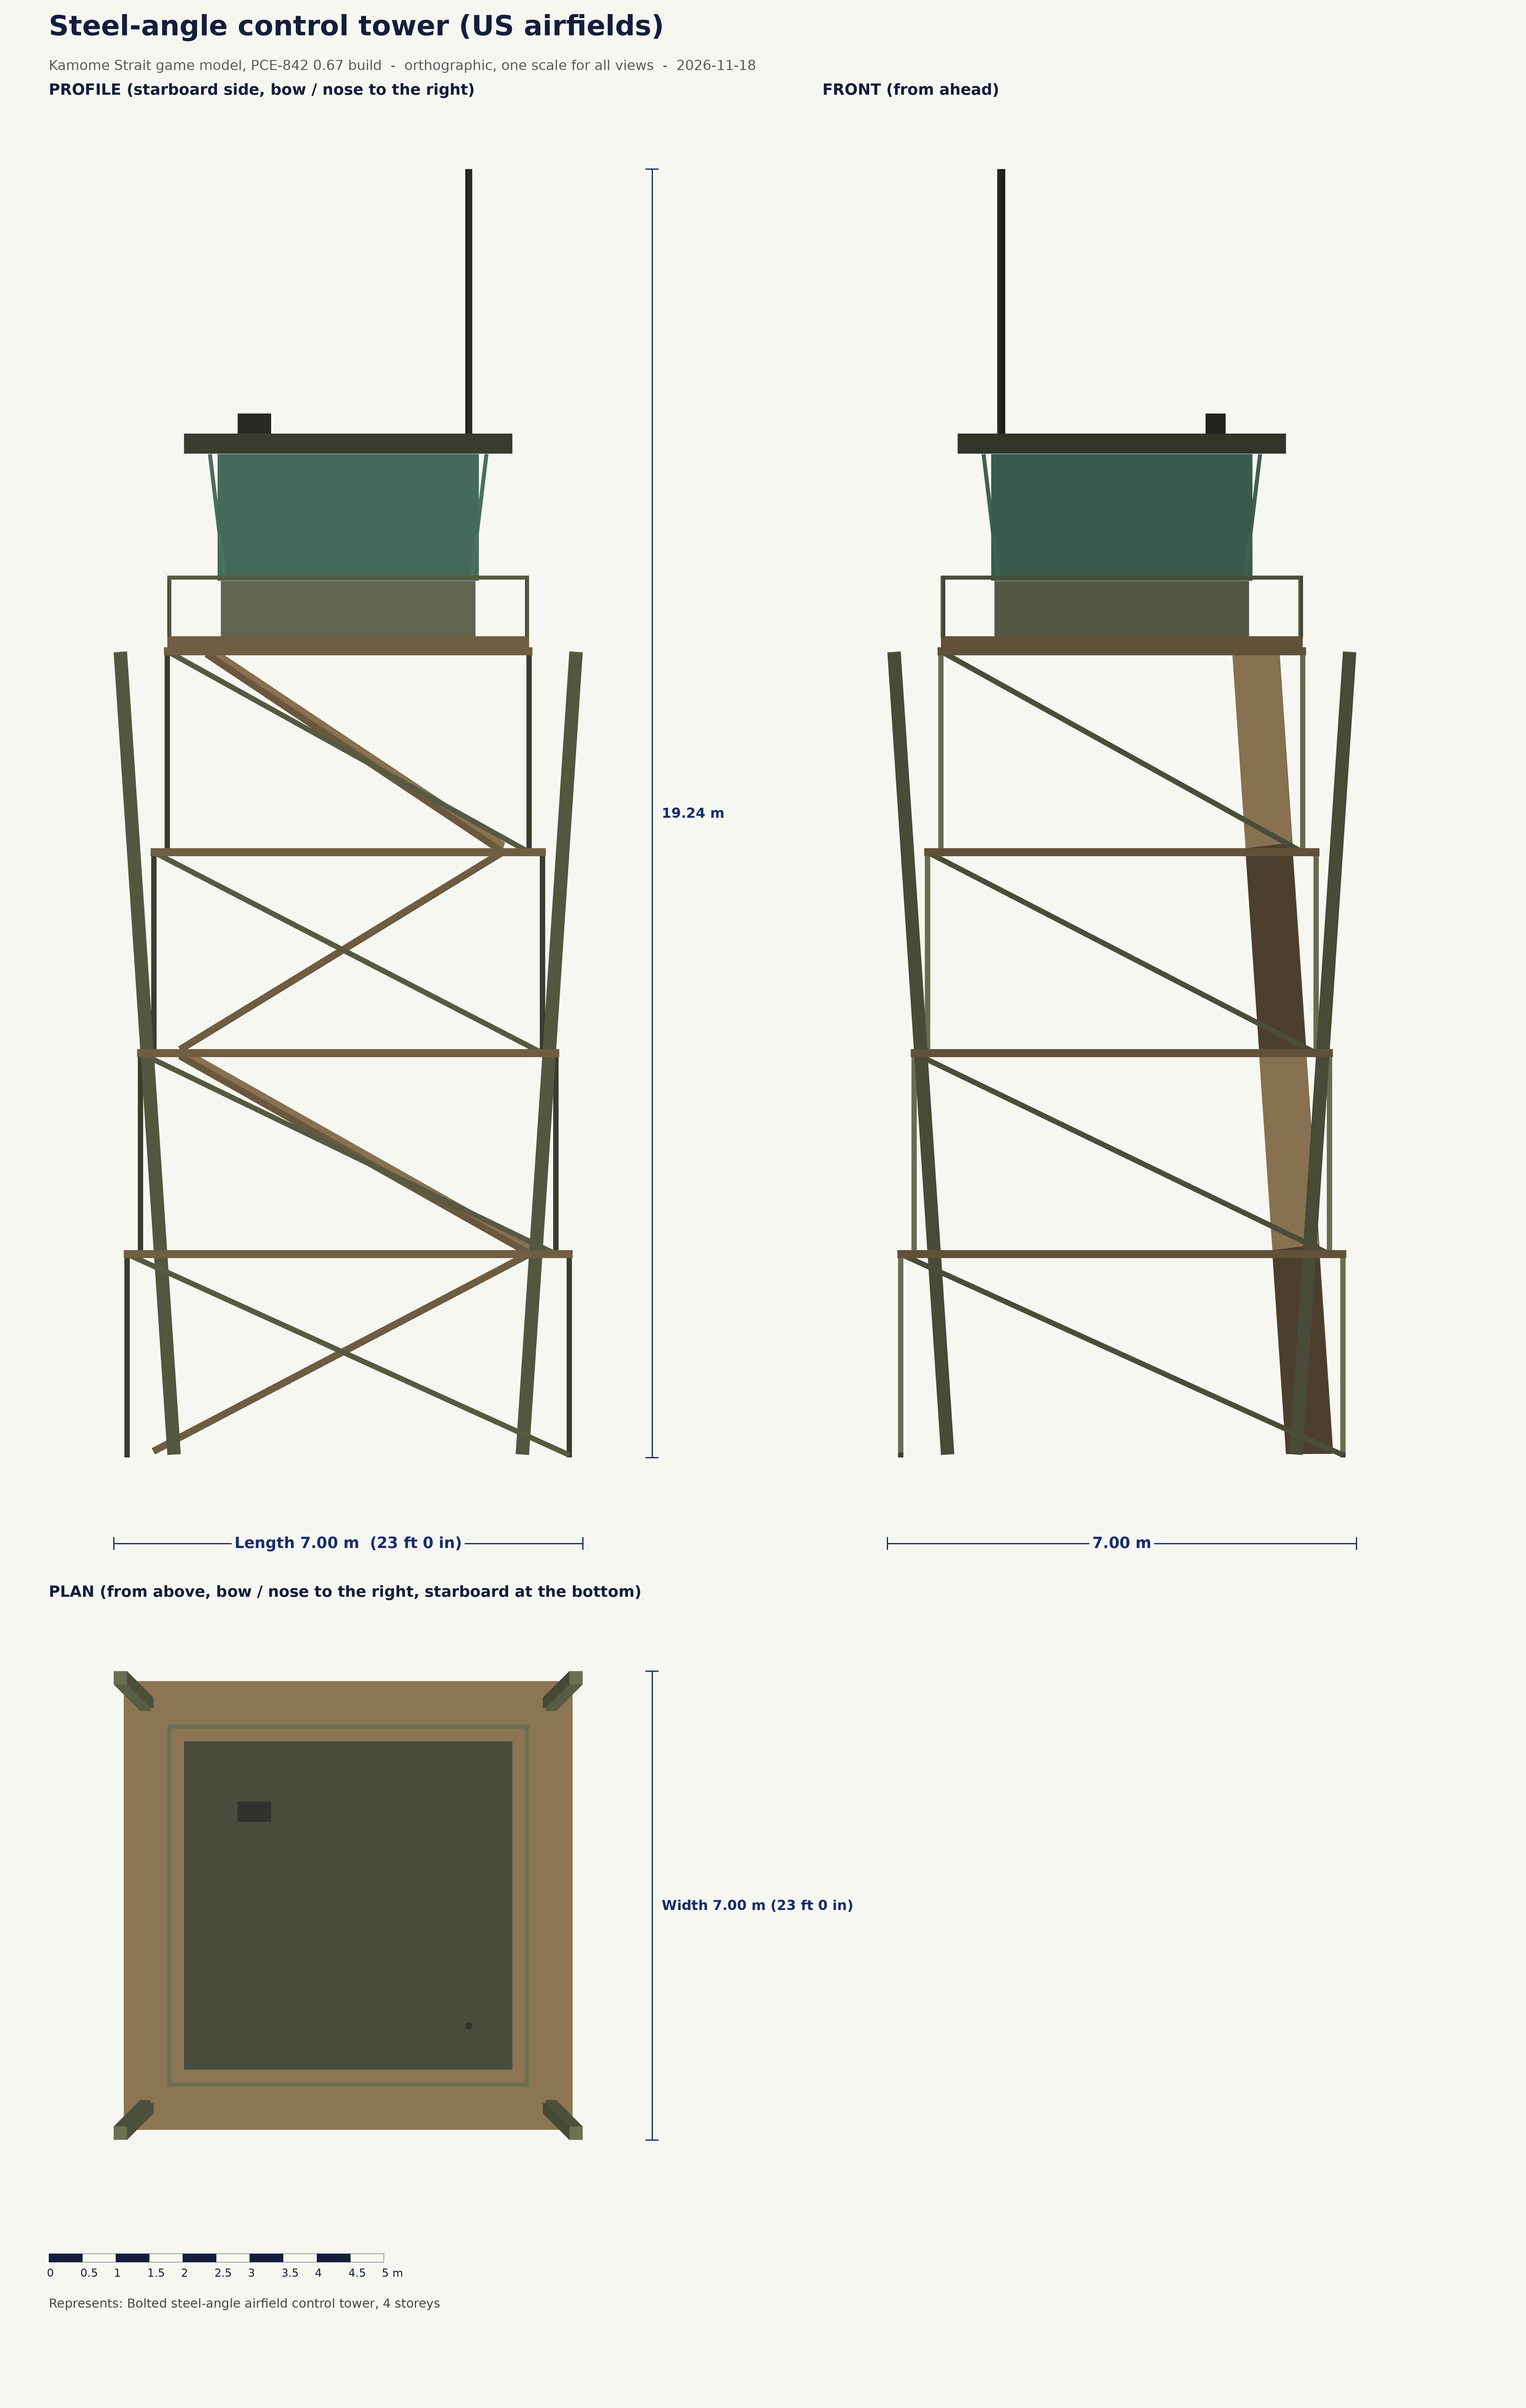 Steel-angle control tower (US airfields)
Kamome Strait game model, PCE-842 0.67 build - orthographic, one scale for all views - 2026-11-18
PROFILE (starboard side, bow / nose to the right)
FRONT (from ahead)
19.24 m
Length 7.00 m (23 ft 0 in)
7.00 m
PLAN (from above, bow / nose to the right, starboard at the bottom)
Width 7.00 m (23 ft 0 in)
0 0.5 1 1.5 2 2.5 3 3.5 4 4.5 5 m
Represents: Bolted steel-angle airfield control tower, 4 storeys